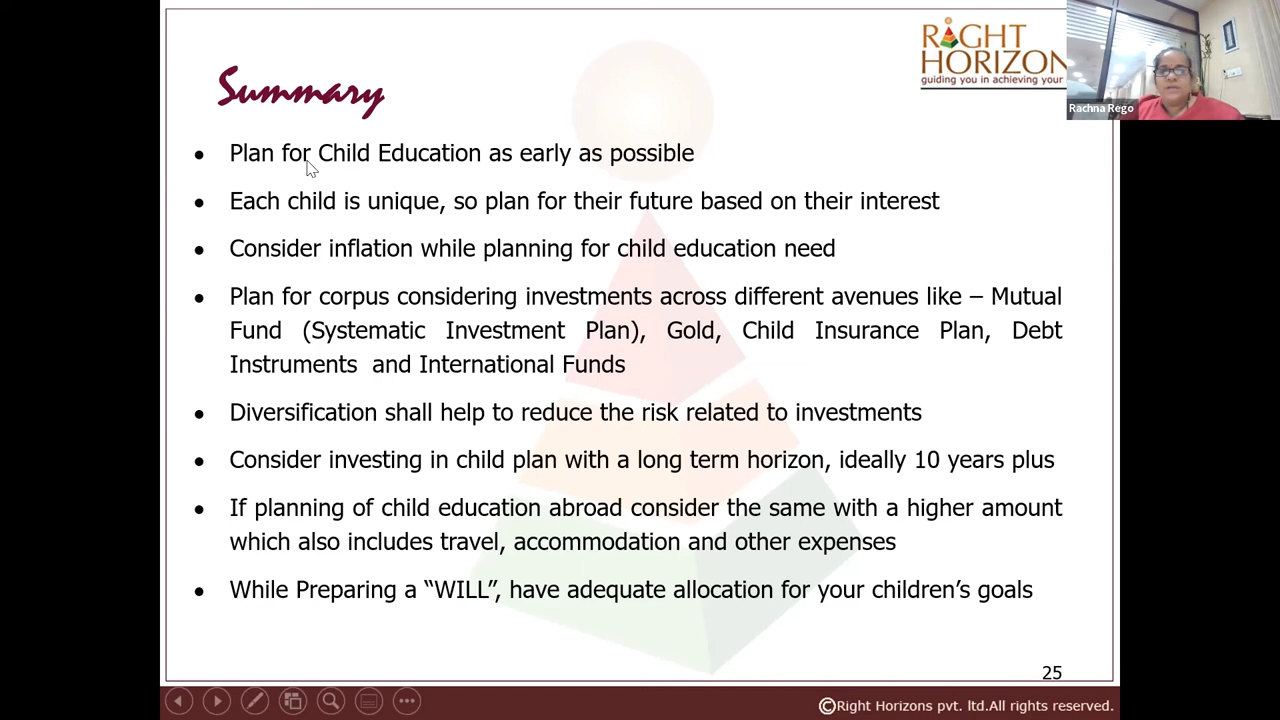 RIGHT
HORIZON
guiding you in achieving your
Rachna Rego
Summary
• Plan for Child Education as early as possible
• Each child is unique, so plan for their future based on their interest
• Consider inflation while planning for child education need
• Plan for corpus considering investments across different avenues like – Mutual
Fund (Systematic Investment Plan), Gold, Child Insurance Plan, Debt
Instruments and International Funds
• Diversification shall help to reduce the risk related to investments
• Consider investing in child plan with a long term horizon, ideally 10 years plus
• If planning of child education abroad consider the same with a higher amount
which also includes travel, accommodation and other expenses
• While Preparing a “WILL”, have adequate allocation for your children’s goals
25
©Right Horizons pvt. ltd.All rights reserved.